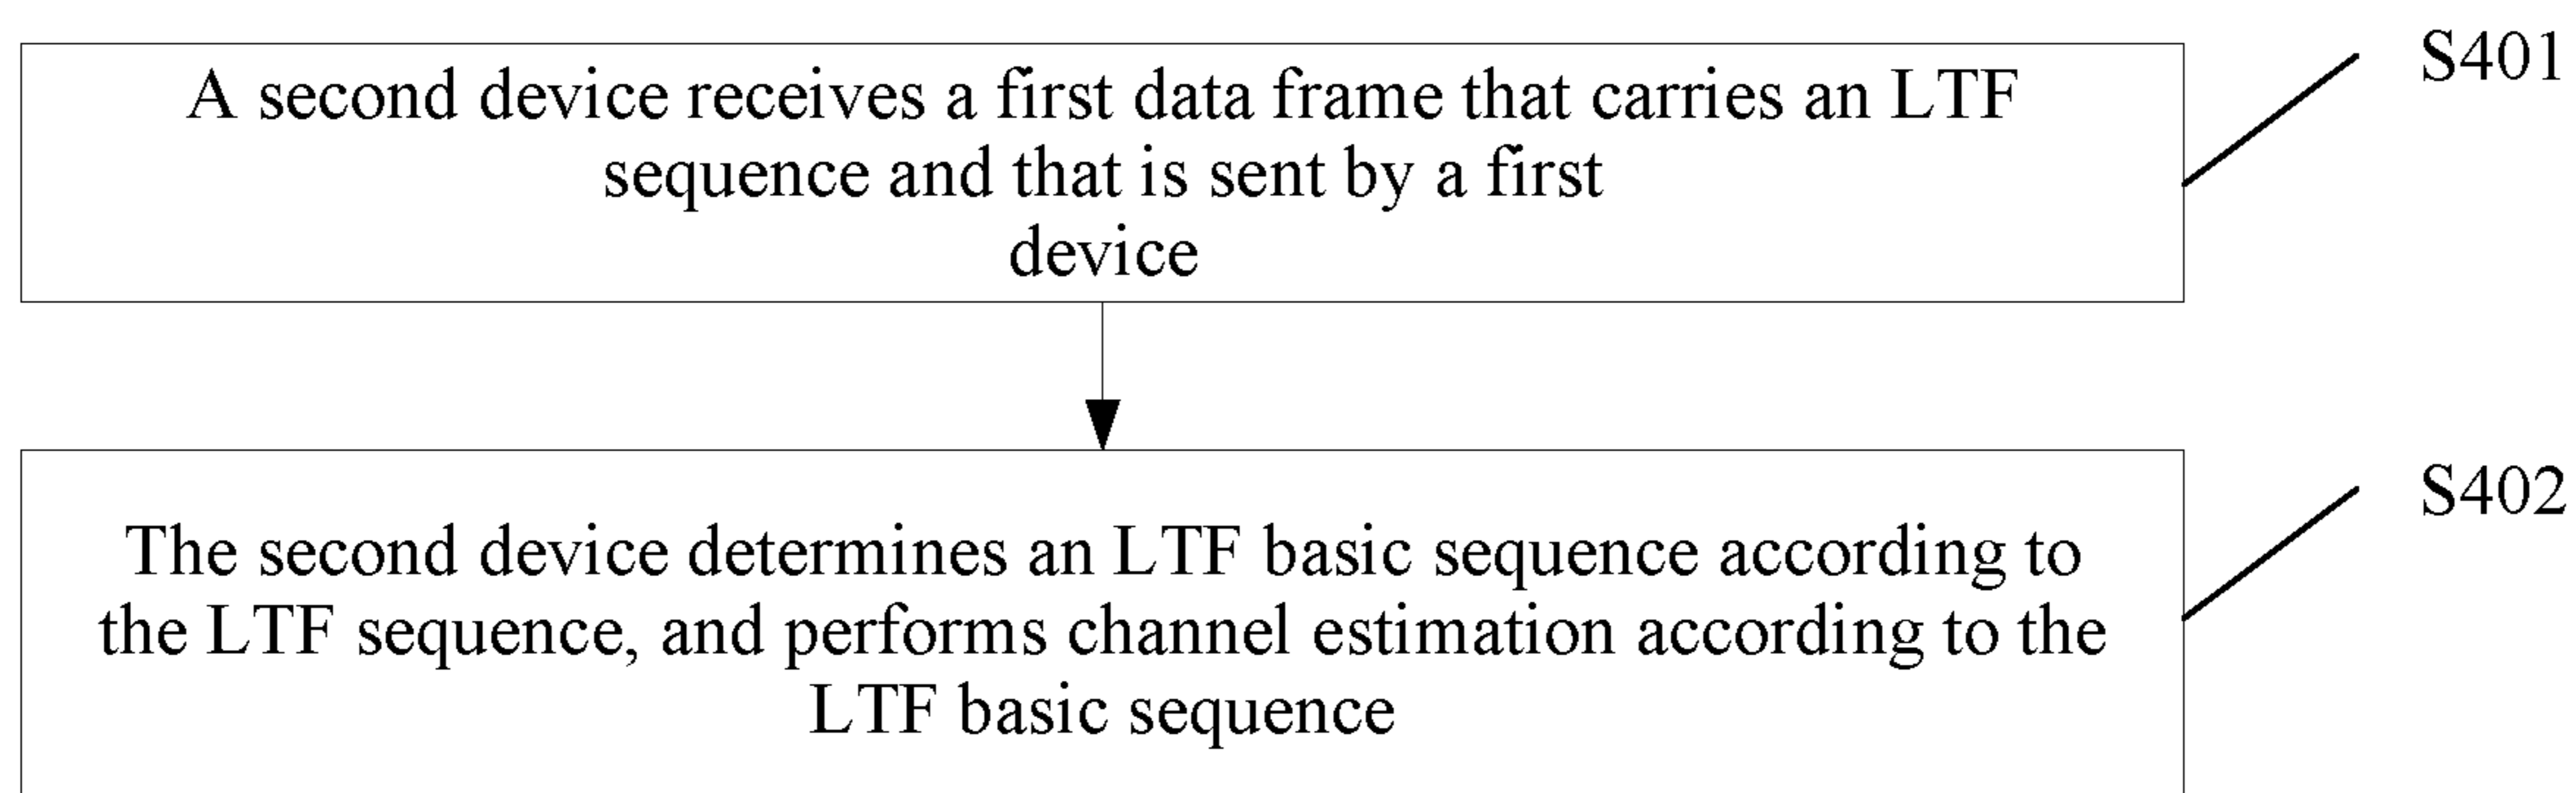 A second device receives a first data frame that carries an LTF
sequence and that is sent by a first
device
S401
The second device determines an LTF basic sequence according to
the LTF sequence, and performs channel estimation according to the
LTF basic sequence
S402